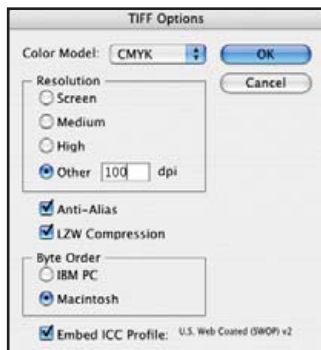 TIFF Options
Color Model: CMYK
OK
Cancel
Resolution
Screen
Medium
High
Other 100 dpi
Anti-Alias
LZW Compression
Byte Order
IBM PC
Macintosh
Embed ICC Profile: U.S. Web Coated (SWOP) v2